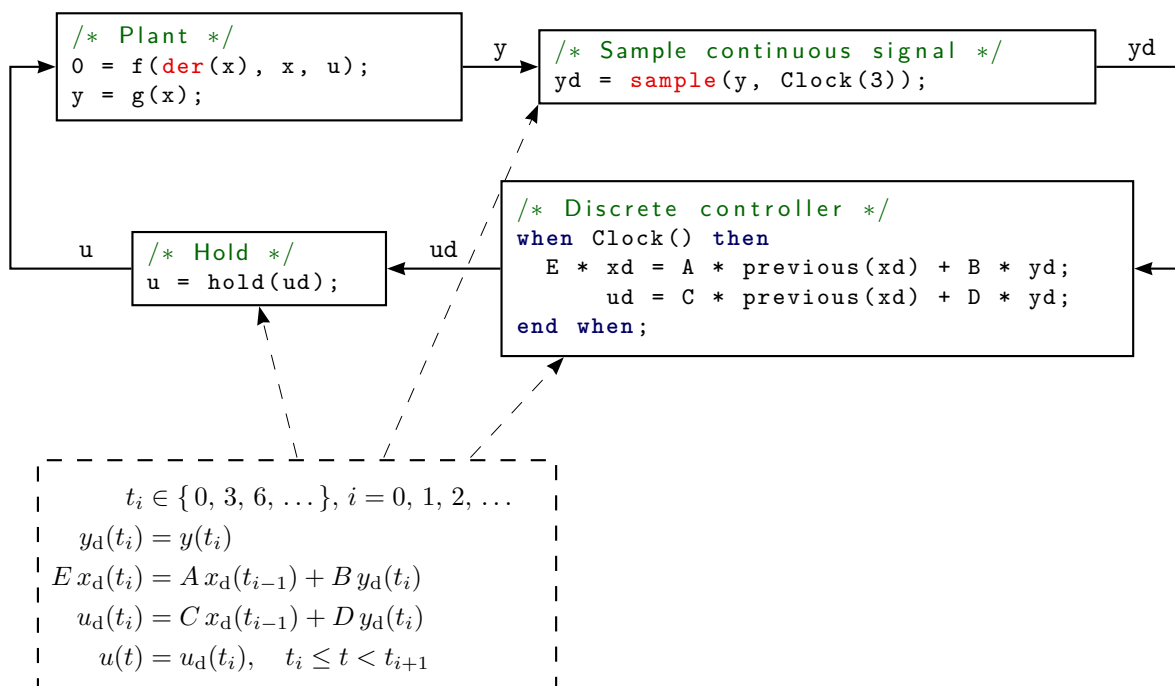 /* Plant */
0 = f(der(x), x, u);
y = g(x);
y
/* Sample continuous signal */
yd = sample(y, Clock(3));
yd
/* Discrete controller */
when Clock() then
E * xd = A * previous(xd) + B * yd;
ud = C * previous(xd) + D * yd;
end when;
ud
/* Hold */
u = hold(ud);
u
t_i ∈ { 0, 3, 6, … }, i = 0, 1, 2, …
y_d(t_i) = y(t_i)
E x_d(t_i) = A x_d(t_{i−1}) + B y_d(t_i)
u_d(t_i) = C x_d(t_{i−1}) + D y_d(t_i)
u(t) = u_d(t_i), t_i ≤ t < t_{i+1}